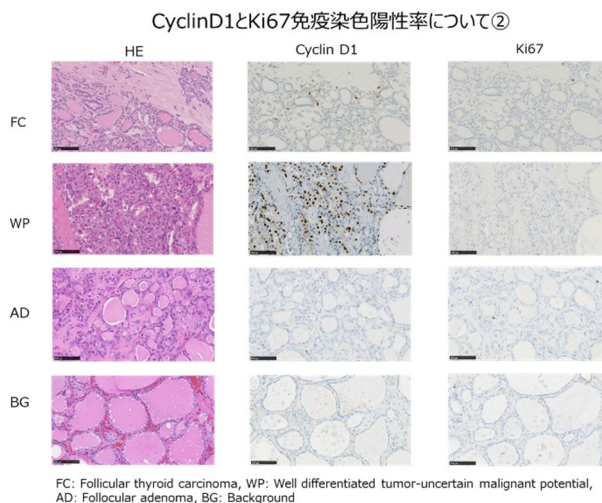 CyclinD1とKi67免疫染色陽性率について②
HE
Cyclin D1
Ki67
FC
WP
AD
BG
FC: Follicular thyroid carcinoma, WP: Well differentiated tumor-uncertain malignant potential,
AD: Follocular adenoma, BG: Background